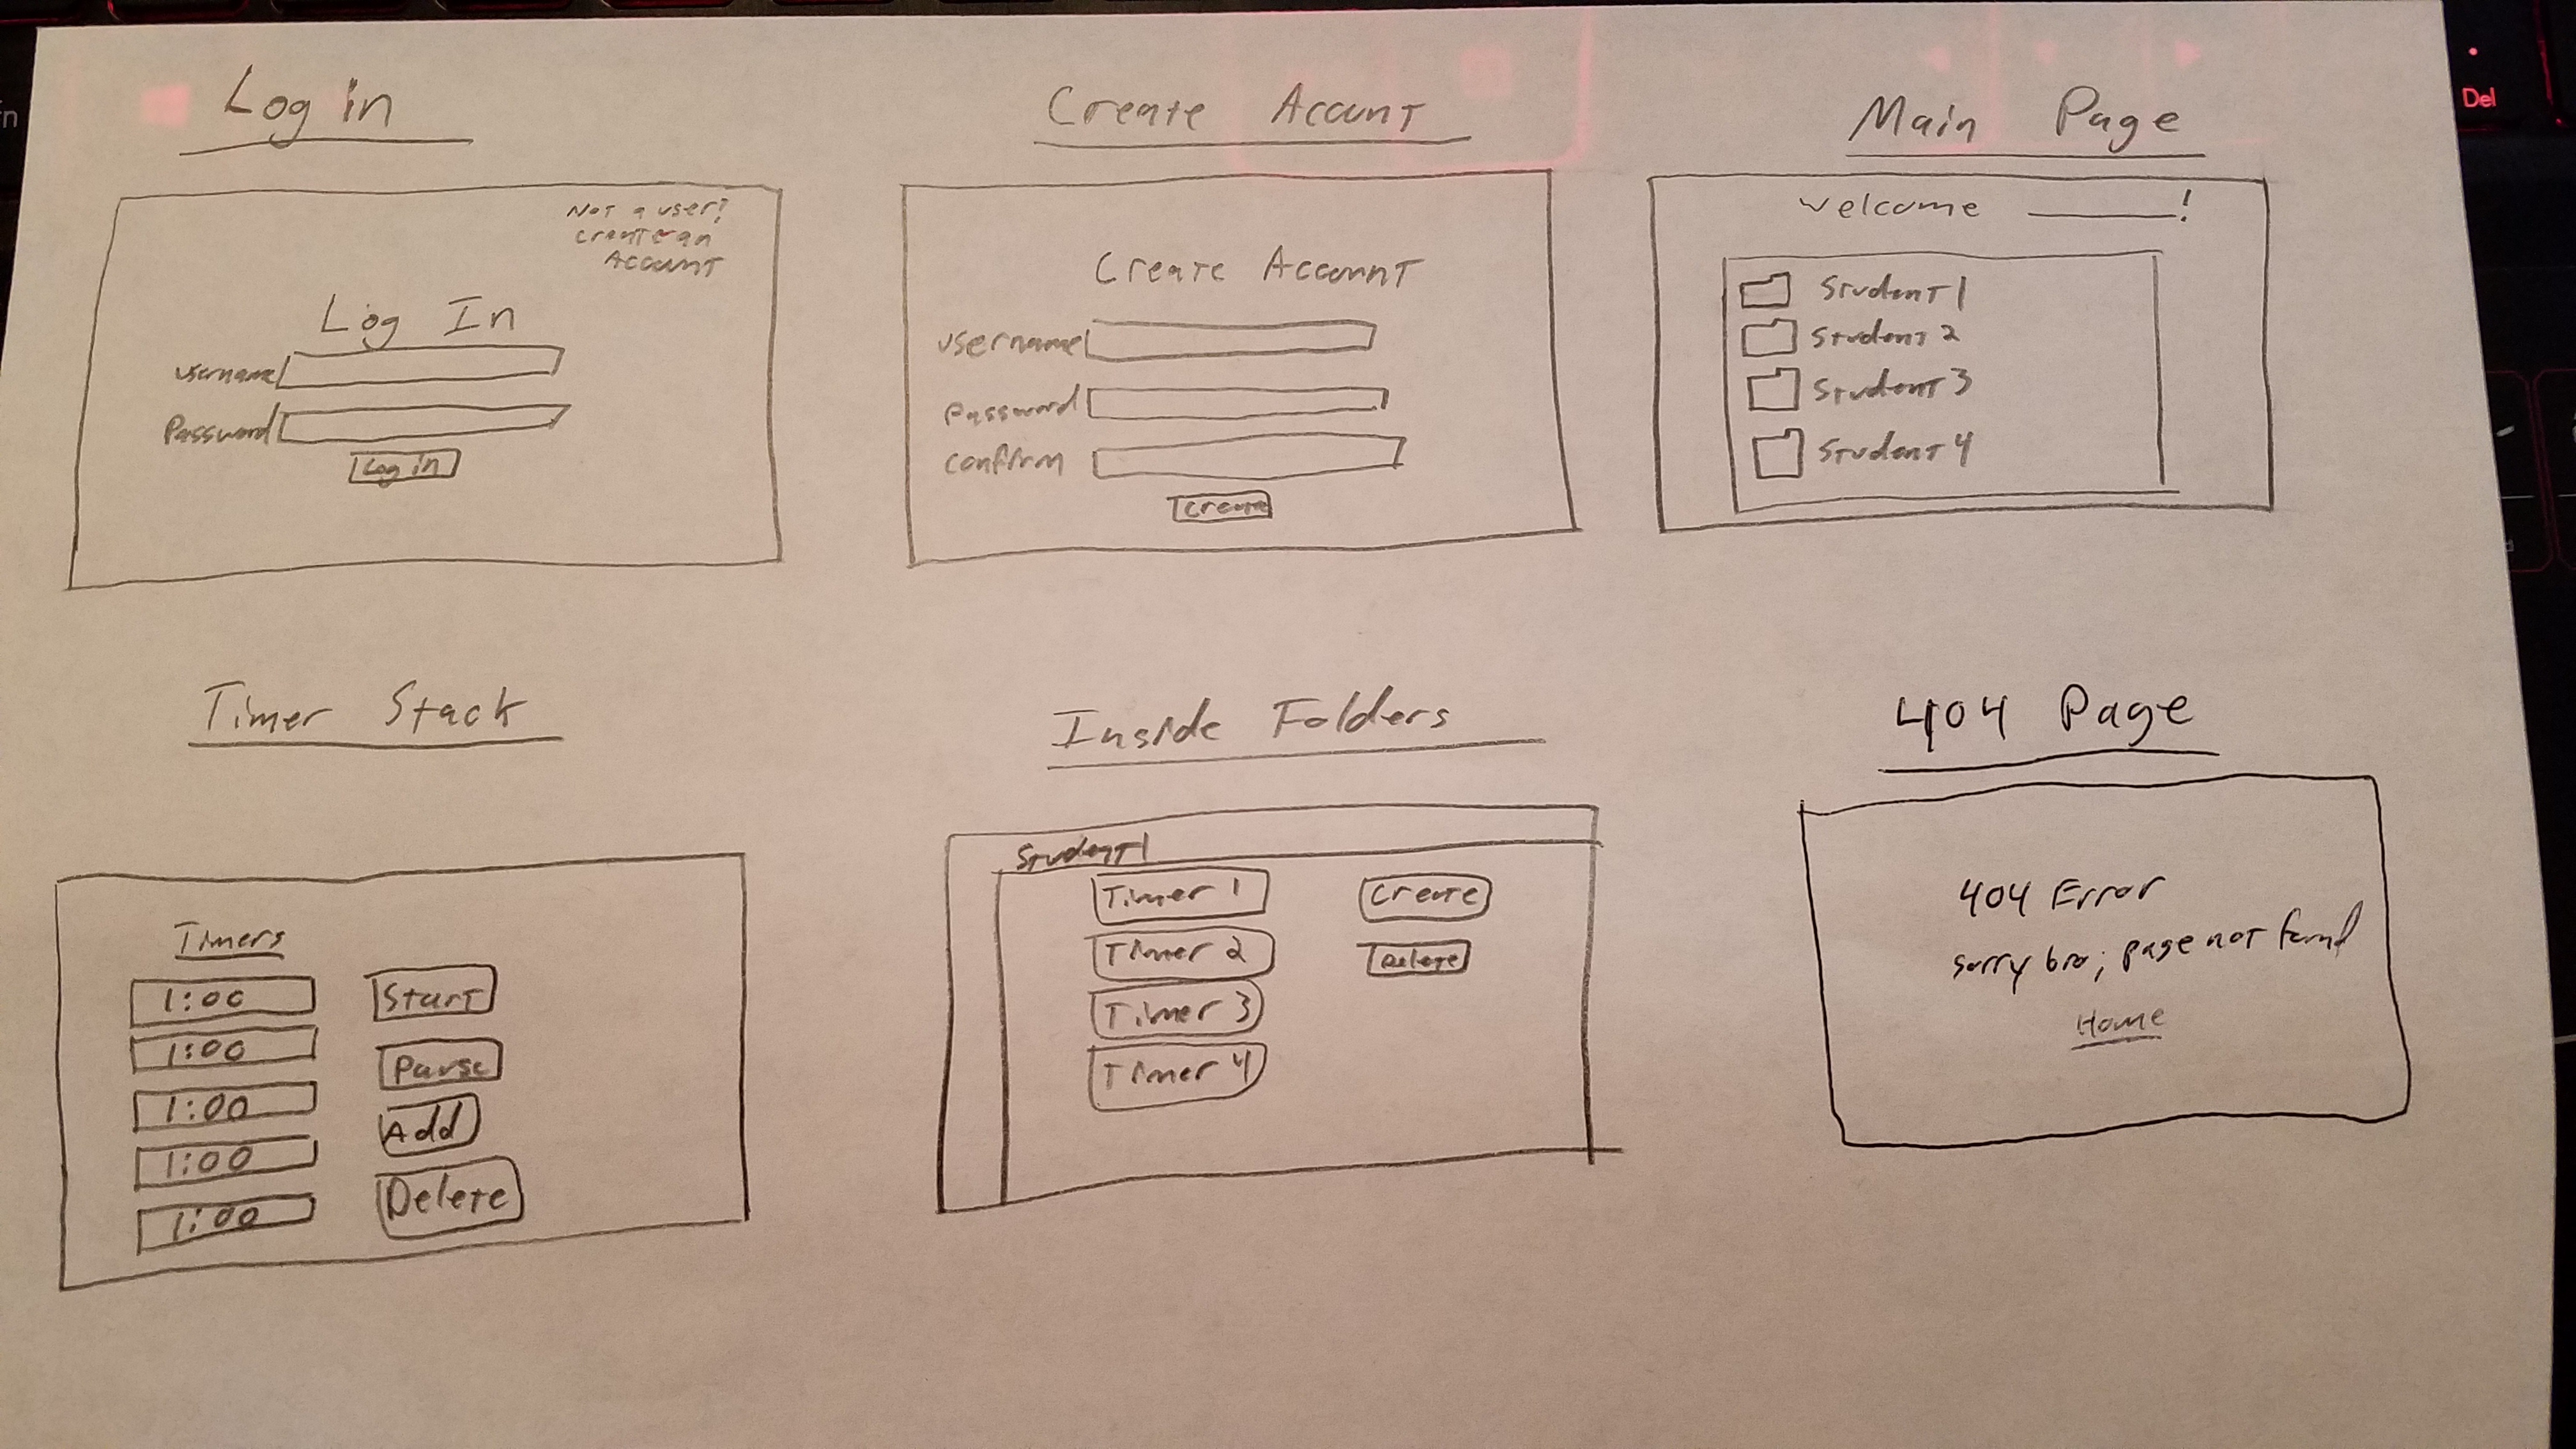 Log in
Not a user?
Create an
Account
Log In
username
Password
Log in
Create Account
Create Account
username
Password
Confirm
Create
Main Page
Welcome ______!
Student 1
Student 2
Student 3
Student 4
Timer Stack
Timers
1:00
1:00
1:00
1:00
1:00
Start
Pause
Add
Delete
Inside Folders
Student 1
Timer 1
Timer 2
Timer 3
Timer 4
Create
Delete
404 Page
404 Error
sorry bro; page not found
Home
Del